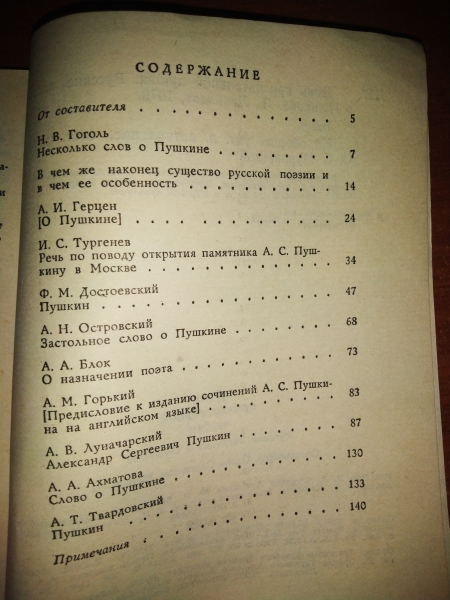 СОДЕРЖАНИЕ
От составителя . . . . . . . . . . . . 5
Н. В. Гоголь
Несколько слов о Пушкине . . . . . . . 7
В чем же наконец существо русской поэзии и
в чем ее особенность . . . . . . . . . 14
А. И. Герцен
[О Пушкине] . . . . . . . . . . . 24
И. С. Тургенев
Речь по поводу открытия памятника А. С. Пуш-
кину в Москве . . . . . . . . . . . . 34
Ф. М. Достоевский
Пушкин . . . . . . . . . . . . . . . 47
А. Н. Островский
Застольное слово о Пушкине . . . . . . . 68
А. А. Блок
О назначении поэта . . . . . . . . . . 73
А. М. Горький
[Предисловие к изданию сочинений А. С. Пушки-
на на английском языке] . . . . . . . . 83
А. В. Луначарский
Александр Сергеевич Пушкин . . . . . . . 87
А. А. Ахматова
Слово о Пушкине . . . . . . . . . . . 130
А. Т. Твардовский
Пушкин . . . . . . . . . . . . . . 133
Примечания . . . . . . . . . . . . . 140